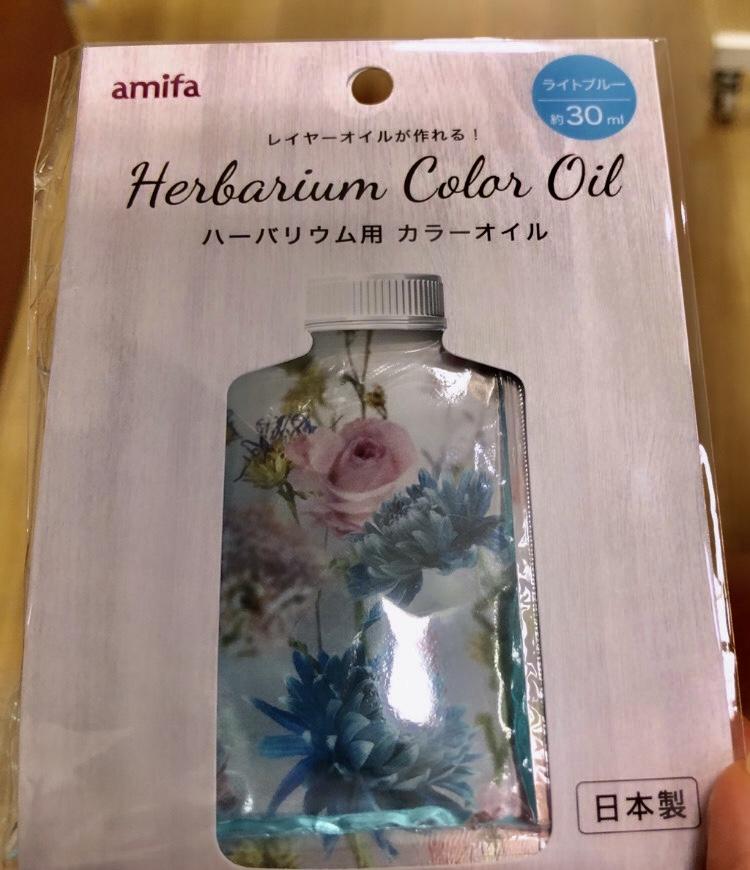 amifa
ライトブルー
約30ml
レイヤーオイルが作れる!
Herbarium Color Oil
ハーバリウム用 カラーオイル
日本製